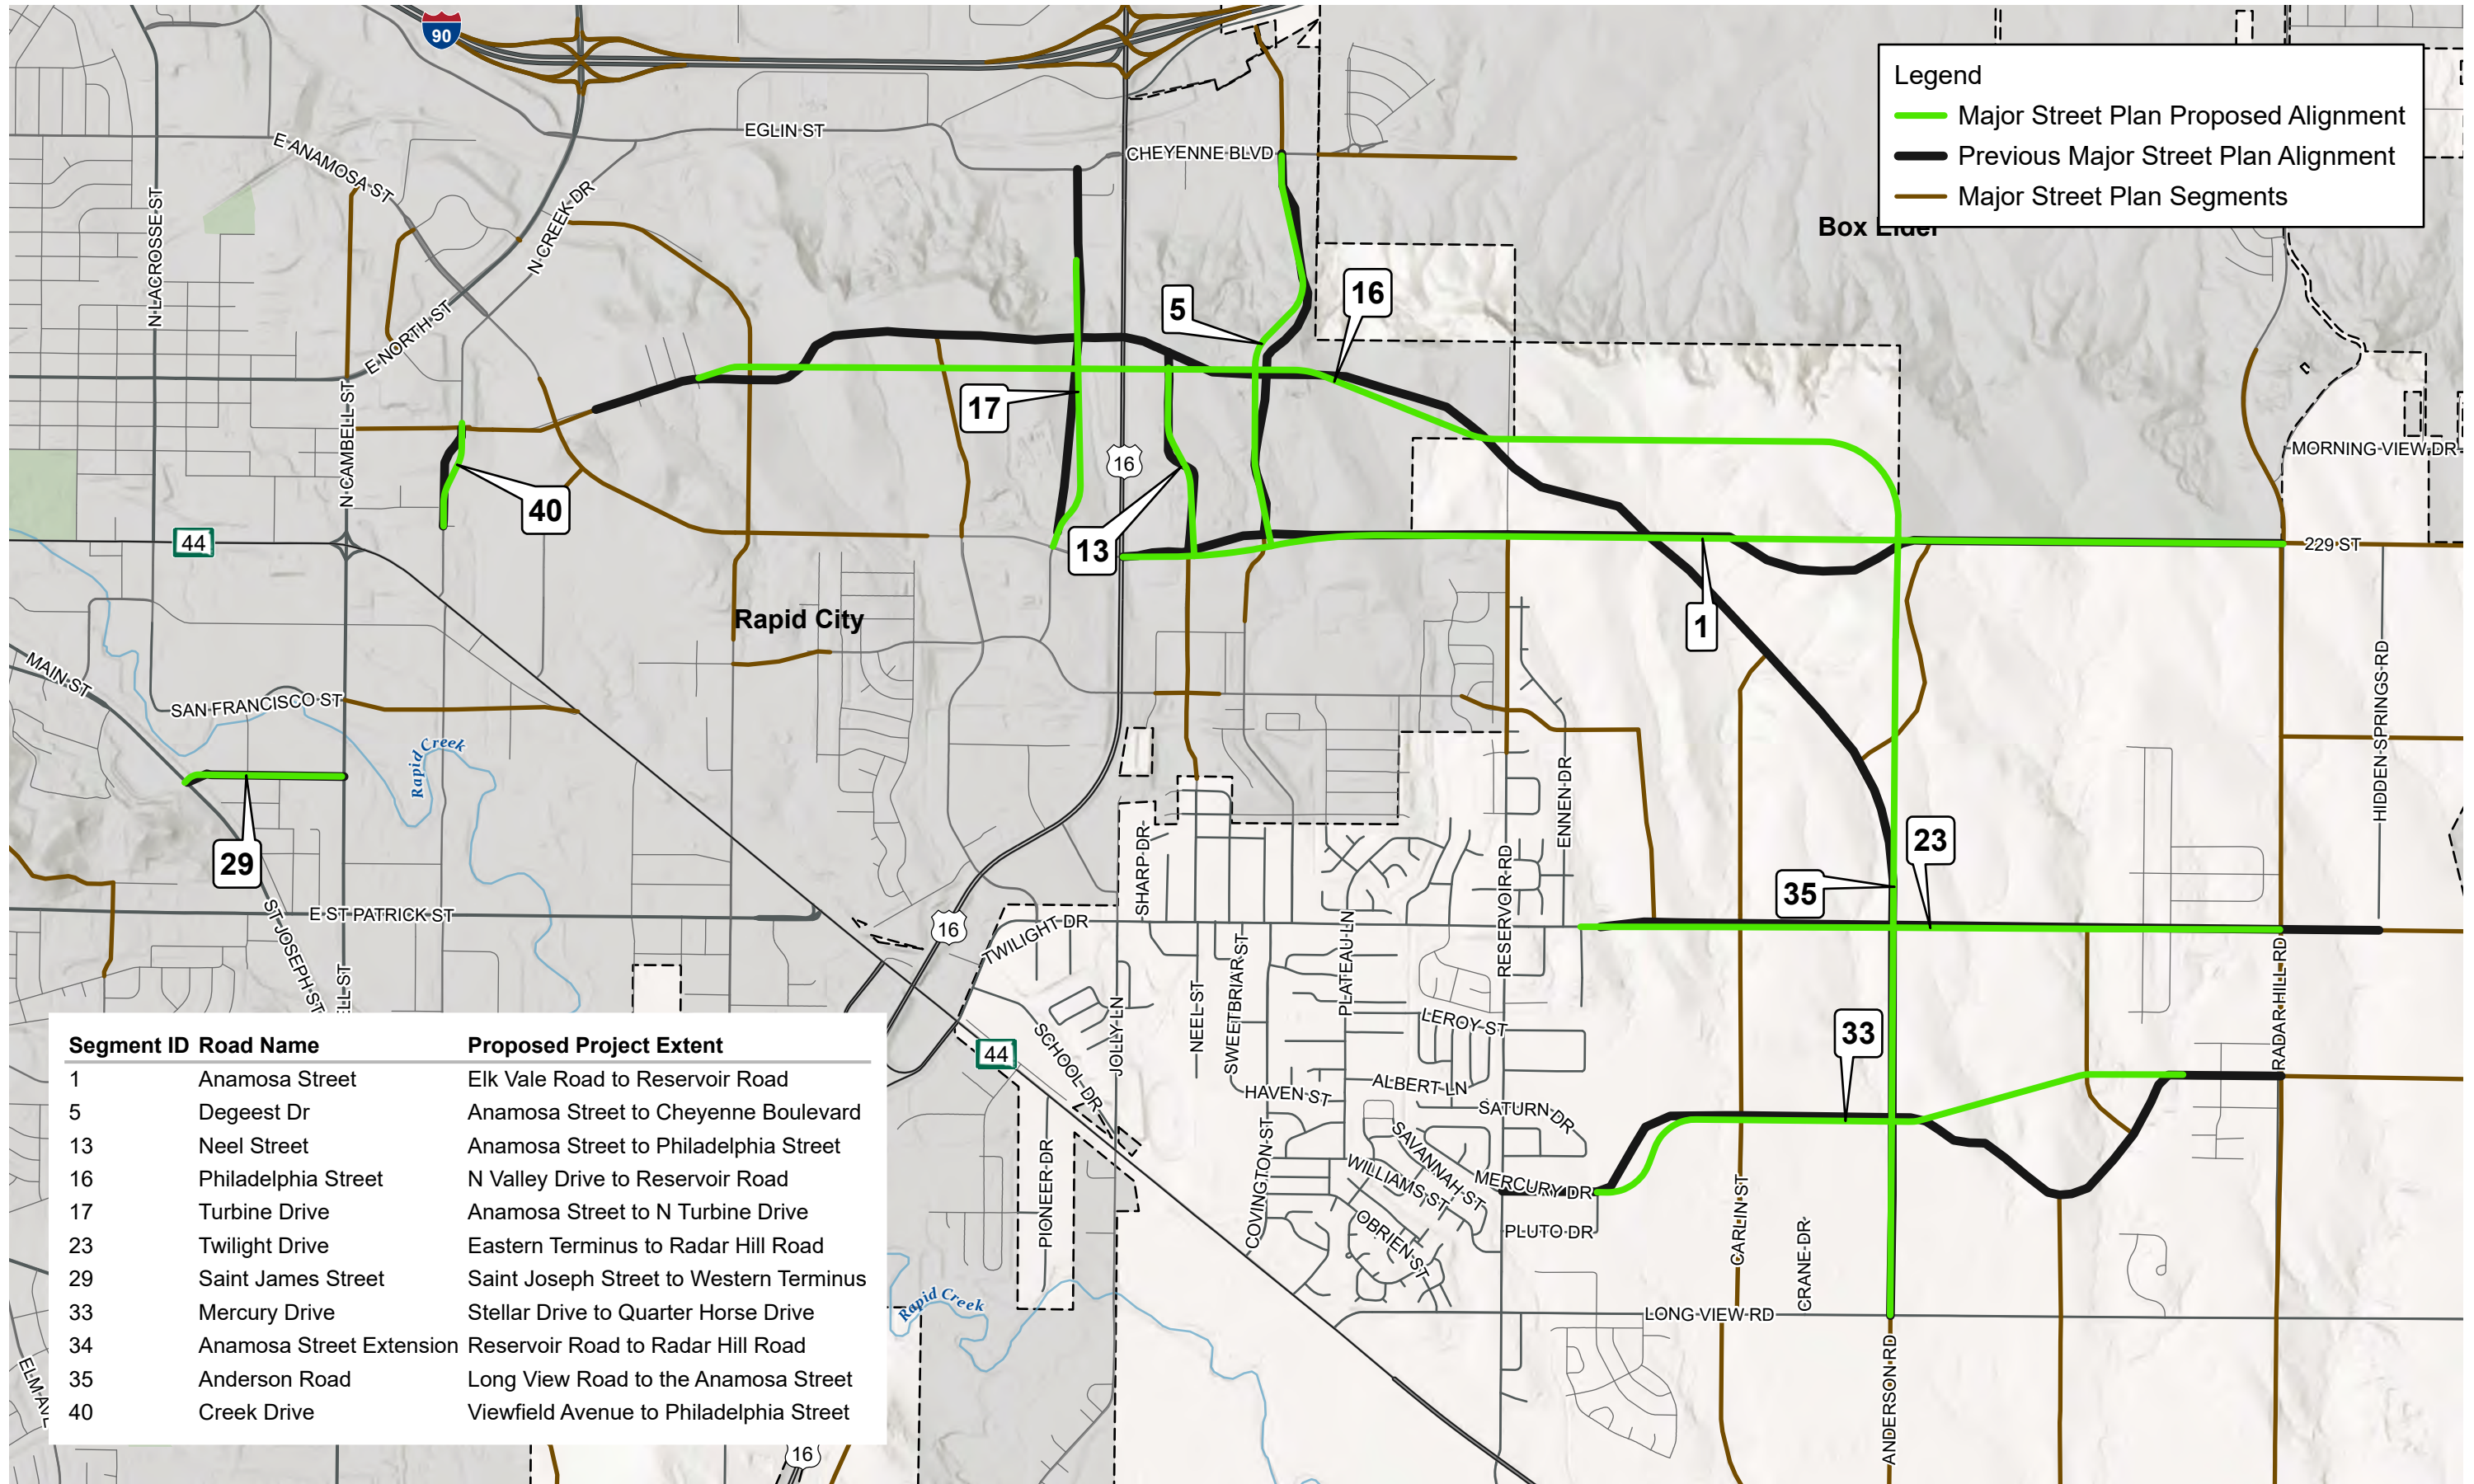 90
Legend
Major Street Plan Proposed Alignment
Previous Major Street Plan Alignment
Major Street Plan Segments
EGLIN ST
E ANAMOSA ST
CHEYENNE BLVD
N LACROSSE ST
N CREEK DR
Box Elder
16
5
E NORTH ST
17
N CAMBELL ST
MORNING VIEW DR
16
40
44
13
229 ST
Rapid City
1
HIDDEN SPRINGS RD
MAIN ST
SAN FRANCISCO ST
Rapid Creek
ENNEN DR
29
SHARP DR
RESERVOIR RD
23
35
E ST PATRICK ST
ST JOSEPH ST
16
TWILIGHT DR
PLATEAU LN
SWEETBRIAR ST
NEEL ST
JOLLY LN
RADAR HILL RD
ELL ST
SCHOOL DR
LEROY ST
33
44
HAVEN ST
ALBERT LN
SATURN DR
SAVANNAH ST
COVINGTON ST
PIONEER DR
WILLIAMS ST
MERCURY DR
OBRIEN ST
PLUTO DR
CARLIN ST
CRANE DR
Rapid Creek
LONG VIEW RD
ANDERSON RD
ELM AVE
16
Segment ID Road Name Proposed Project Extent
1 Anamosa Street Elk Vale Road to Reservoir Road
5 Degeest Dr Anamosa Street to Cheyenne Boulevard
13 Neel Street Anamosa Street to Philadelphia Street
16 Philadelphia Street N Valley Drive to Reservoir Road
17 Turbine Drive Anamosa Street to N Turbine Drive
23 Twilight Drive Eastern Terminus to Radar Hill Road
29 Saint James Street Saint Joseph Street to Western Terminus
33 Mercury Drive Stellar Drive to Quarter Horse Drive
34 Anamosa Street Extension Reservoir Road to Radar Hill Road
35 Anderson Road Long View Road to the Anamosa Street
40 Creek Drive Viewfield Avenue to Philadelphia Street